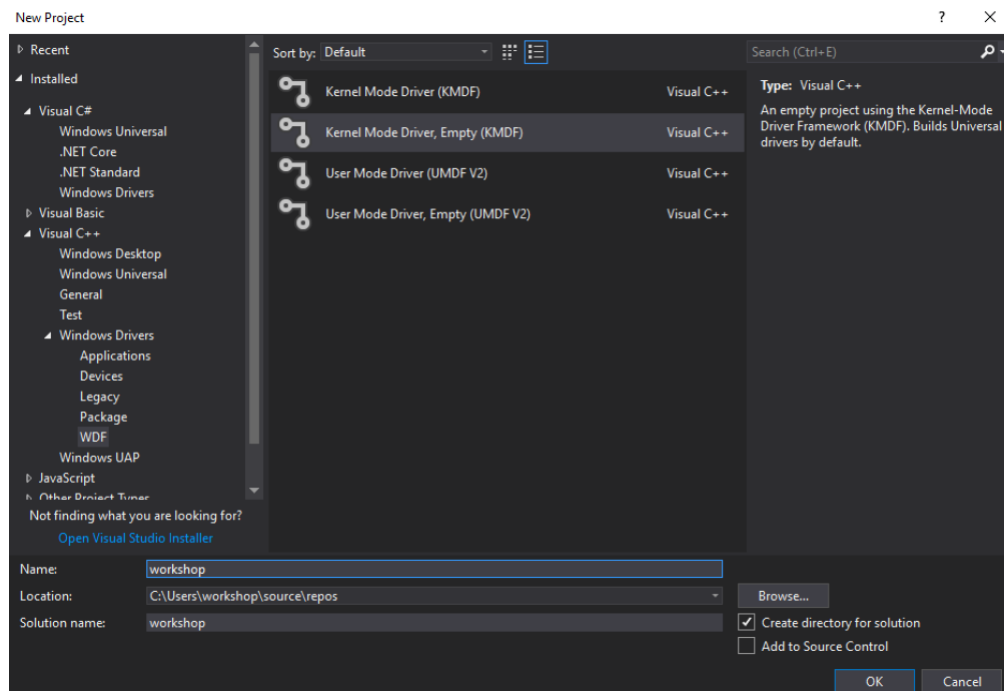 New Project
?
Recent
Installed
Visual C#
Windows Universal
.NET Core
.NET Standard
Windows Drivers
Visual Basic
Visual C++
Windows Desktop
Windows Universal
General
Test
Windows Drivers
Applications
Devices
Legacy
Package
WDF
Windows UAP
JavaScript
Other Project Types
Not finding what you are looking for?
Open Visual Studio Installer
Sort by: Default
Kernel Mode Driver (KMDF) Visual C++
Kernel Mode Driver, Empty (KMDF) Visual C++
User Mode Driver (UMDF V2) Visual C++
User Mode Driver, Empty (UMDF V2) Visual C++
Search (Ctrl+E)
Type: Visual C++
An empty project using the Kernel-Mode
Driver Framework (KMDF). Builds Universal
drivers by default.
Name: workshop
Location: C:\Users\workshop\source\repos
Browse...
Solution name: workshop
Create directory for solution
Add to Source Control
OK
Cancel